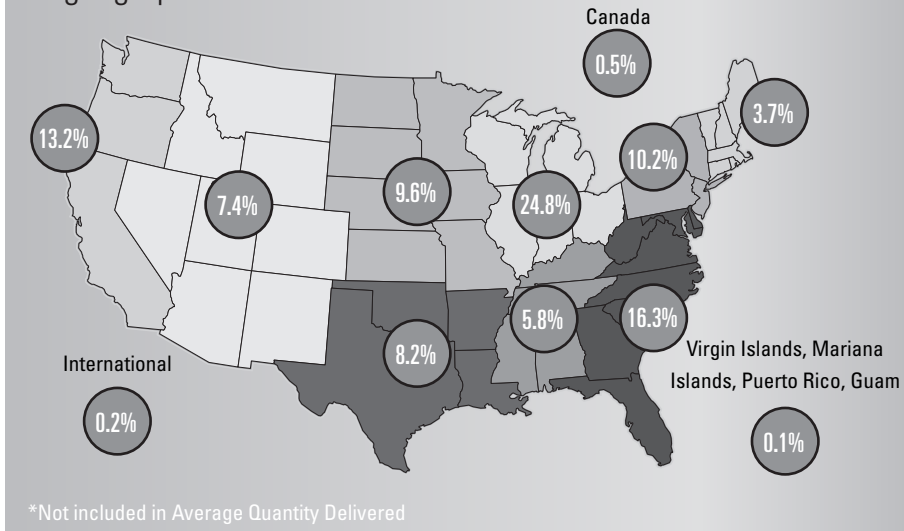 Canada
0.5%
3.7%
13.2%
10.2%
9.6%
7.4%
24.8%
5.8%
16.3%
8.2%
International
0.2%
Virgin Islands, Mariana
Islands, Puerto Rico, Guam
0.1%
*Not included in Average Quantity Delivered